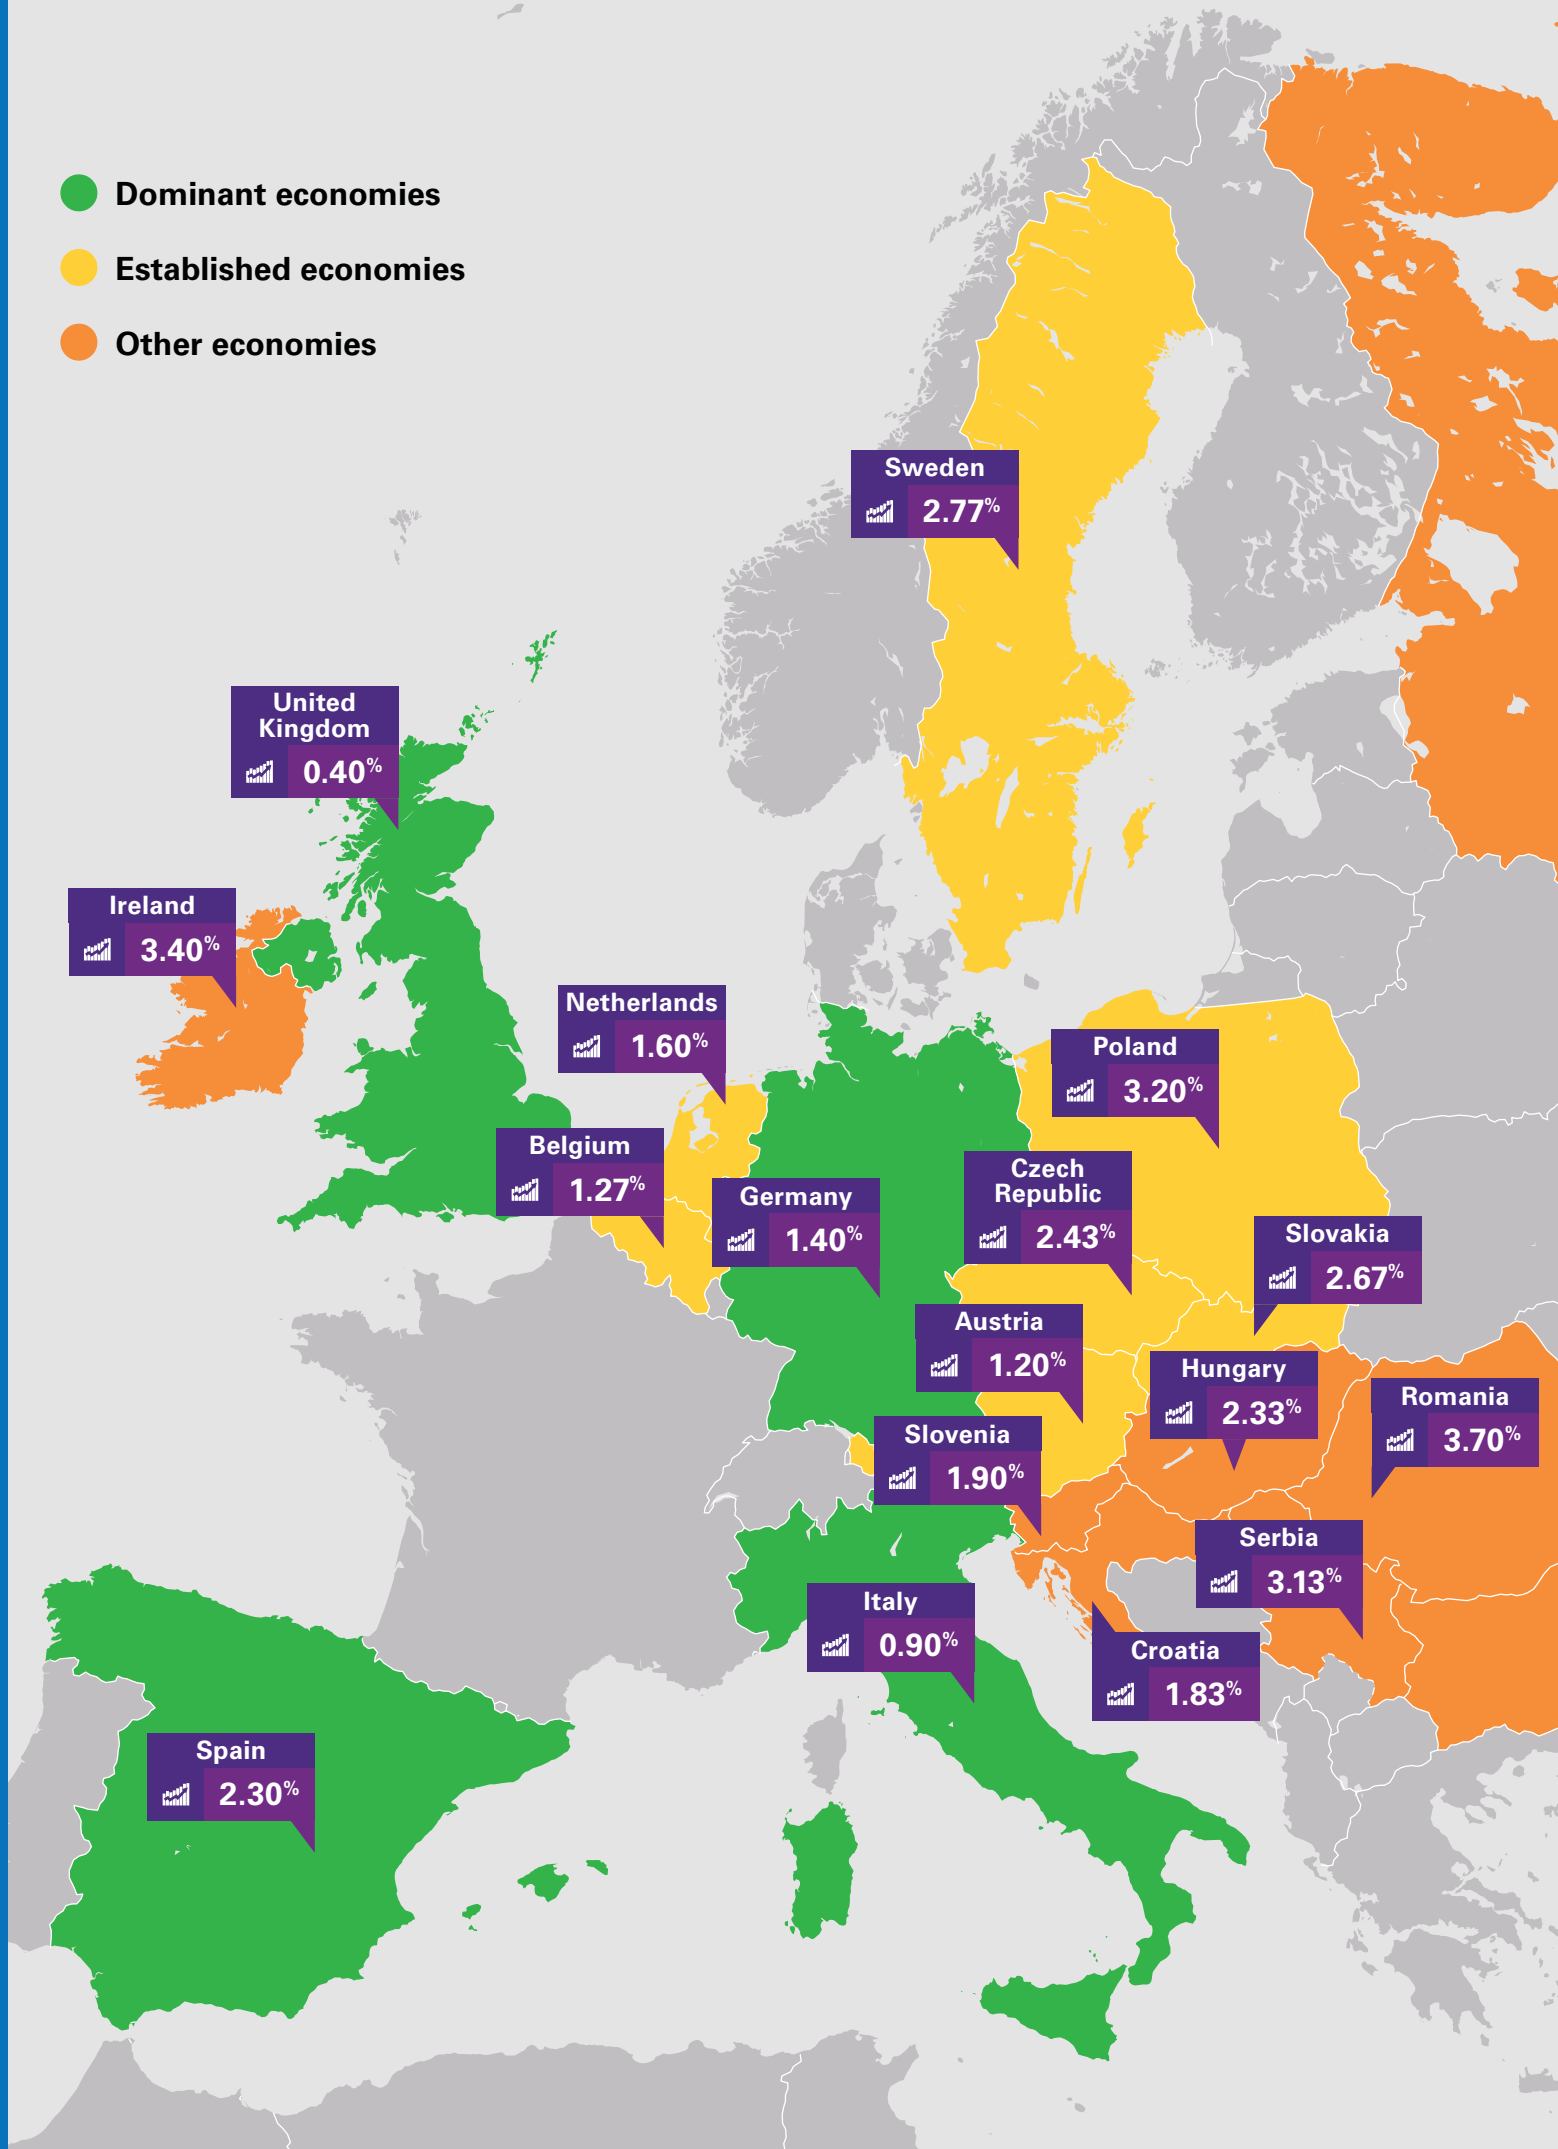 Dominant economies
Established economies
Other economies
Sweden
2.77%
United
Kingdom
0.40%
Ireland
3.40%
Netherlands
1.60%
Poland
3.20%
Belgium
1.27%
Czech
Republic
2.43%
Germany
1.40%
Slovakia
2.67%
Austria
1.20%
Hungary
2.33%
Romania
3.70%
Slovenia
1.90%
Serbia
3.13%
Italy
0.90%
Croatia
1.83%
Spain
2.30%